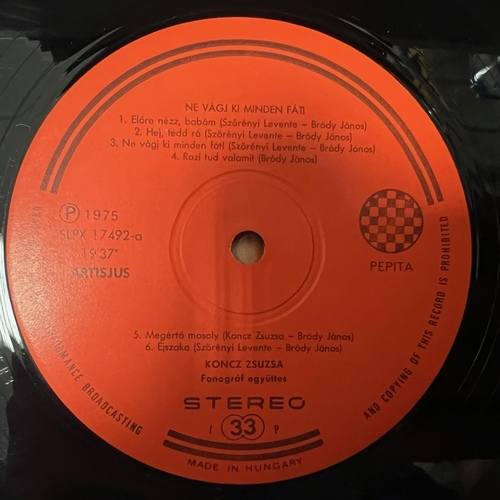 NE VÁGJ KI MINDEN FÁT!
1. Előre nézz, babám (Szörényi Levente – Bródy János)
2. Hej, tedd rá (Szörényi Levente – Bródy János)
3. Ne vágj ki minden fát! (Szörényi Levente – Bródy János)
4. Rozi tud valamit (Bródy János)
Ⓟ 1975
SLPX 17492-a
19'37"
ARTISJUS
PEPITA
5. Megértő mosoly (Koncz Zsuzsa – Bródy János)
6. Éjszaka (Szörényi Levente – Bródy János)
KONCZ ZSUZSA
Fonográf együttes
STEREO
33
P
BROADCASTING
AND COPYING OF THIS RECORD IS PROHIBITED
MADE IN HUNGARY